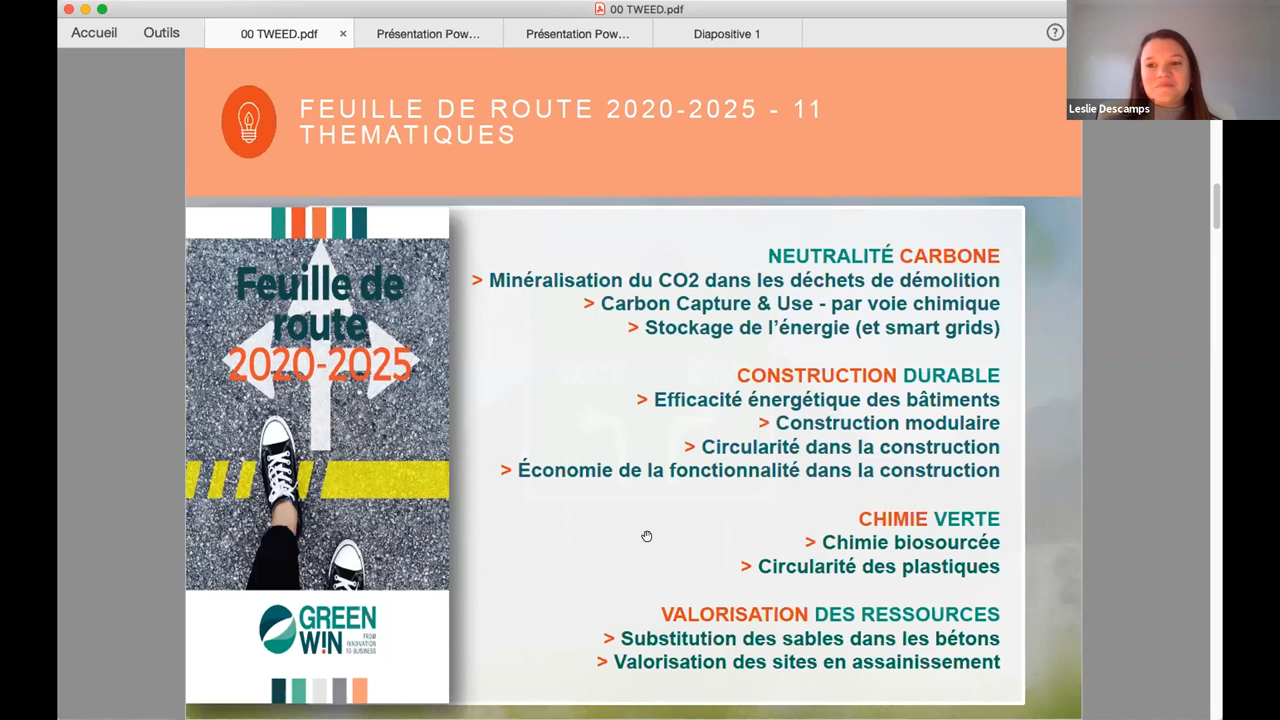 00 TWEED.pdf
Accueil
Outils
00 TWEED.pdf
×
Présentation Pow…
Présentation Pow…
Diapositive 1
?
Leslie Descamps
FEUILLE DE ROUTE 2020-2025 - 11
THEMATIQUES
Feuille de
route
2020-2025
GREEN
W!N
FROM
INNOVATION
TO BUSINESS
NEUTRALITÉ CARBONE
> Minéralisation du CO2 dans les déchets de démolition
> Carbon Capture & Use - par voie chimique
> Stockage de l’énergie (et smart grids)
CONSTRUCTION DURABLE
> Efficacité énergétique des bâtiments
> Construction modulaire
> Circularité dans la construction
> Économie de la fonctionnalité dans la construction
CHIMIE VERTE
> Chimie biosourcée
> Circularité des plastiques
VALORISATION DES RESSOURCES
> Substitution des sables dans les bétons
> Valorisation des sites en assainissement